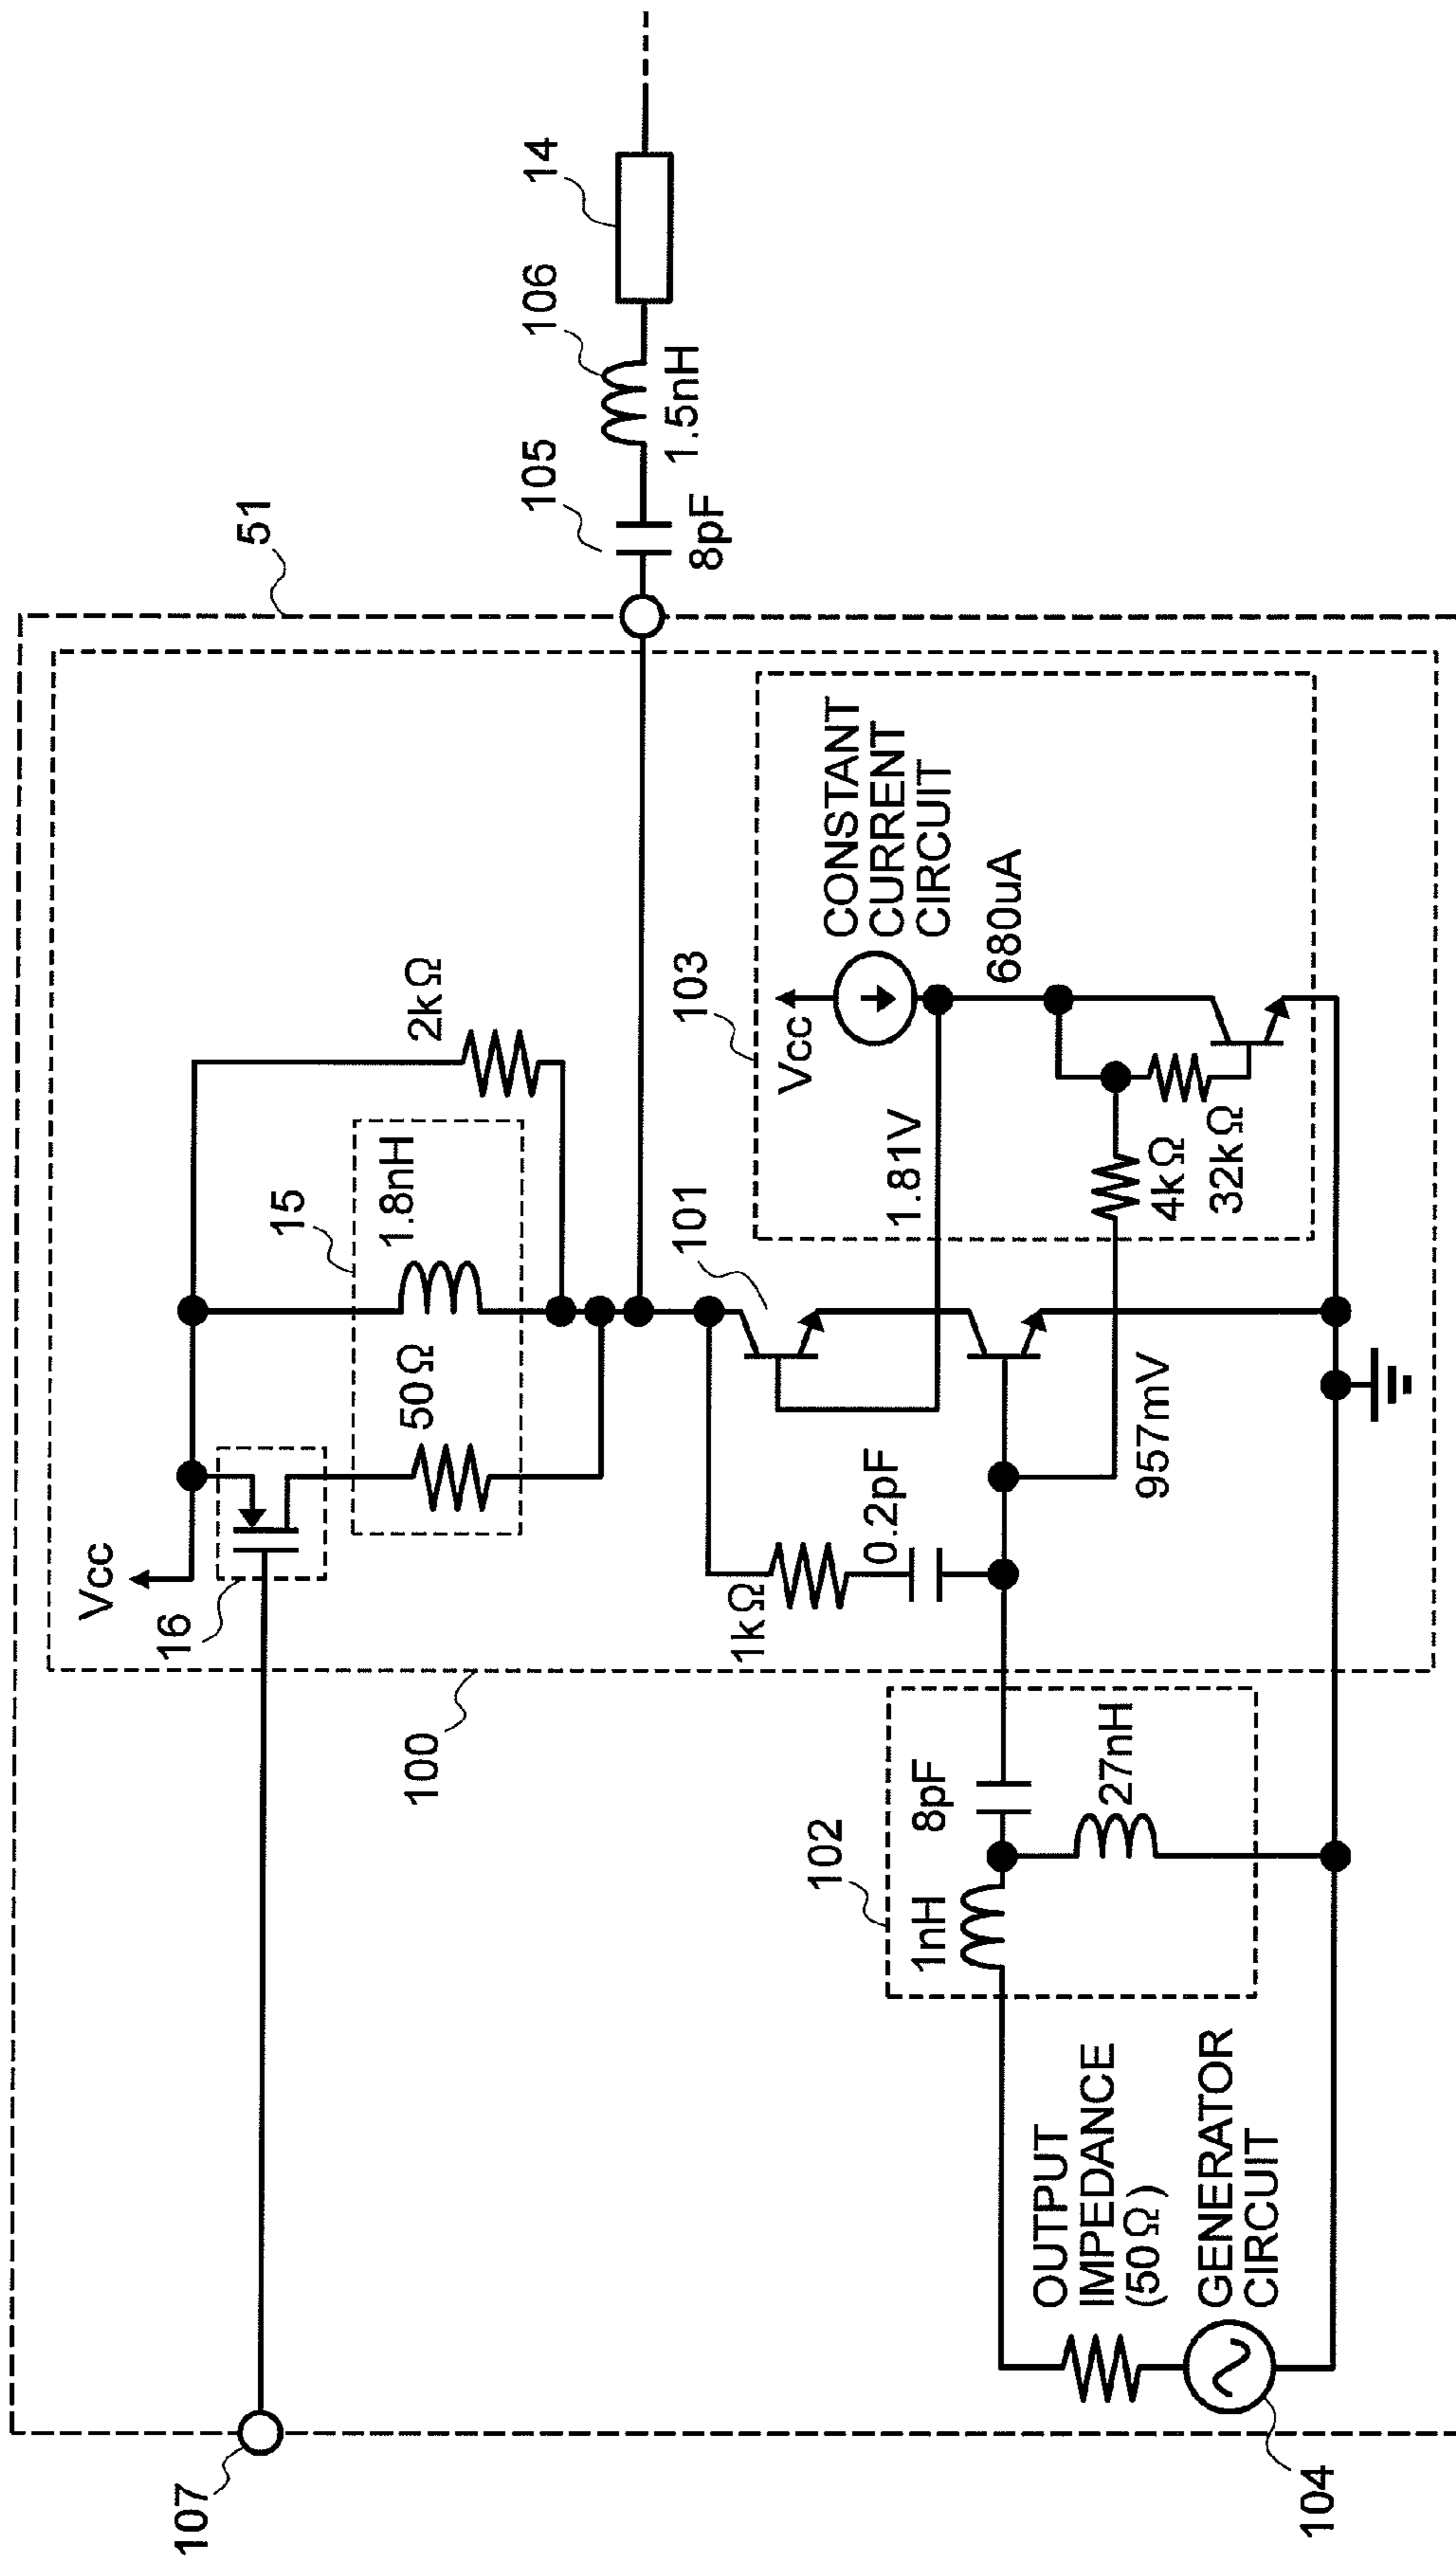 51
107
Vcc
16
15
50Ω
1.8nH
2kΩ
100
105
8pF
106
1.5nH
14
1kΩ
0.2pF
101
1.81V
103
Vcc
CONSTANT
CURRENT
CIRCUIT
680uA
4kΩ
32kΩ
957mV
102
1nH
8pF
27nH
OUTPUT
IMPEDANCE
(50Ω)
GENERATOR
CIRCUIT
104